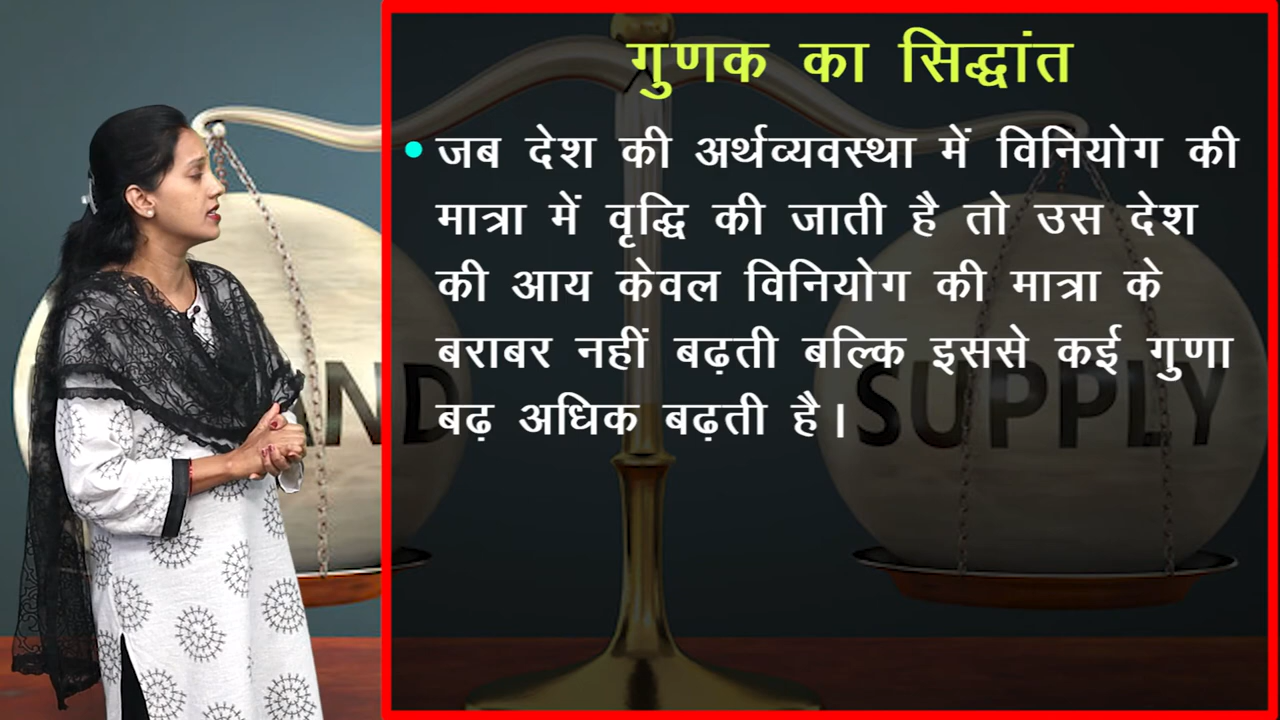 गुणक का सिद्धांत
• जब देश की अर्थव्यवस्था में विनियोग की
मात्रा में वृद्धि की जाती है तो उस देश
की आय केवल विनियोग की मात्रा के
बराबर नहीं बढ़ती बल्कि इससे कई गुणा
बढ़ अधिक बढ़ती है।
AND
SUPPLY